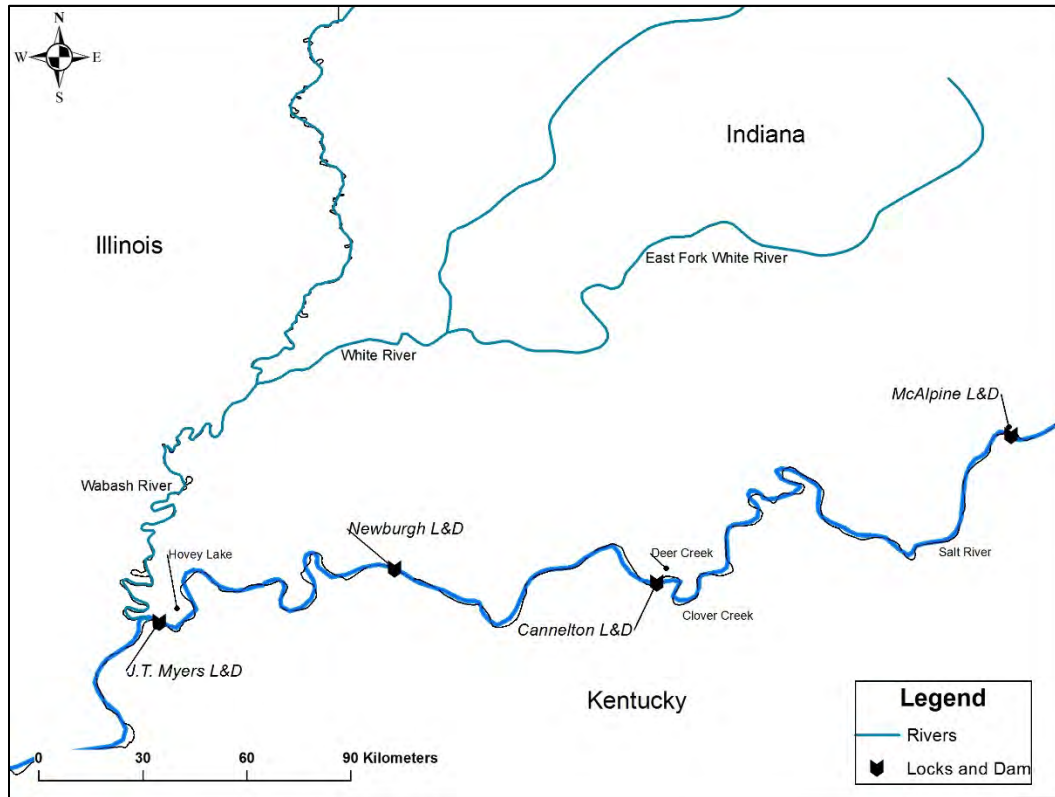 N
W E
S
Indiana
Illinois
East Fork White River
White River
McAlpine L&D
Wabash River
Newburgh L&D
Hovey Lake
Deer Creek
Salt River
Clover Creek
Cannelton L&D
J.T. Myers L&D
Kentucky
Legend
Rivers
Locks and Dam
0 30 60 90 Kilometers